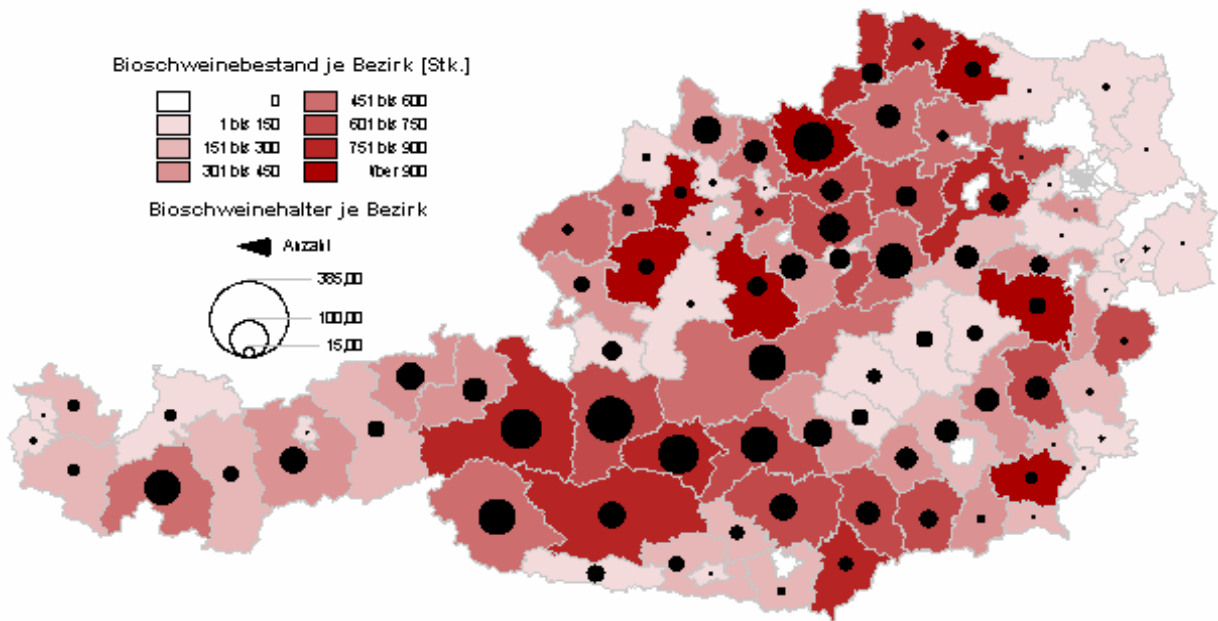 Bioschweinebestand je Bezirk [Stk.]
0
1 bis 150
151 bis 300
301 bis 450
451 bis 600
601 bis 750
751 bis 900
über 900
Bioschweinehalter je Bezirk
Anzahl
385,00
100,00
15,00